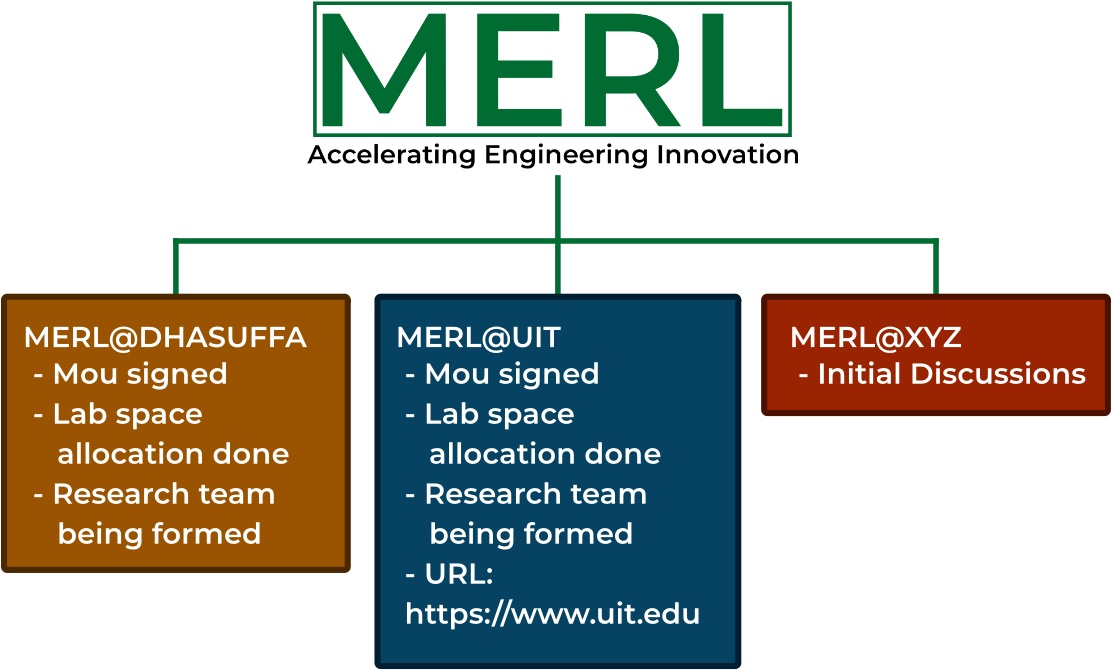 MERL
Accelerating Engineering Innovation
MERL@DHASUFFA
- Mou signed
- Lab space
allocation done
- Research team
being formed
MERL@UIT
- Mou signed
- Lab space
allocation done
- Research team
being formed
- URL:
https://www.uit.edu
MERL@XYZ
- Initial Discussions